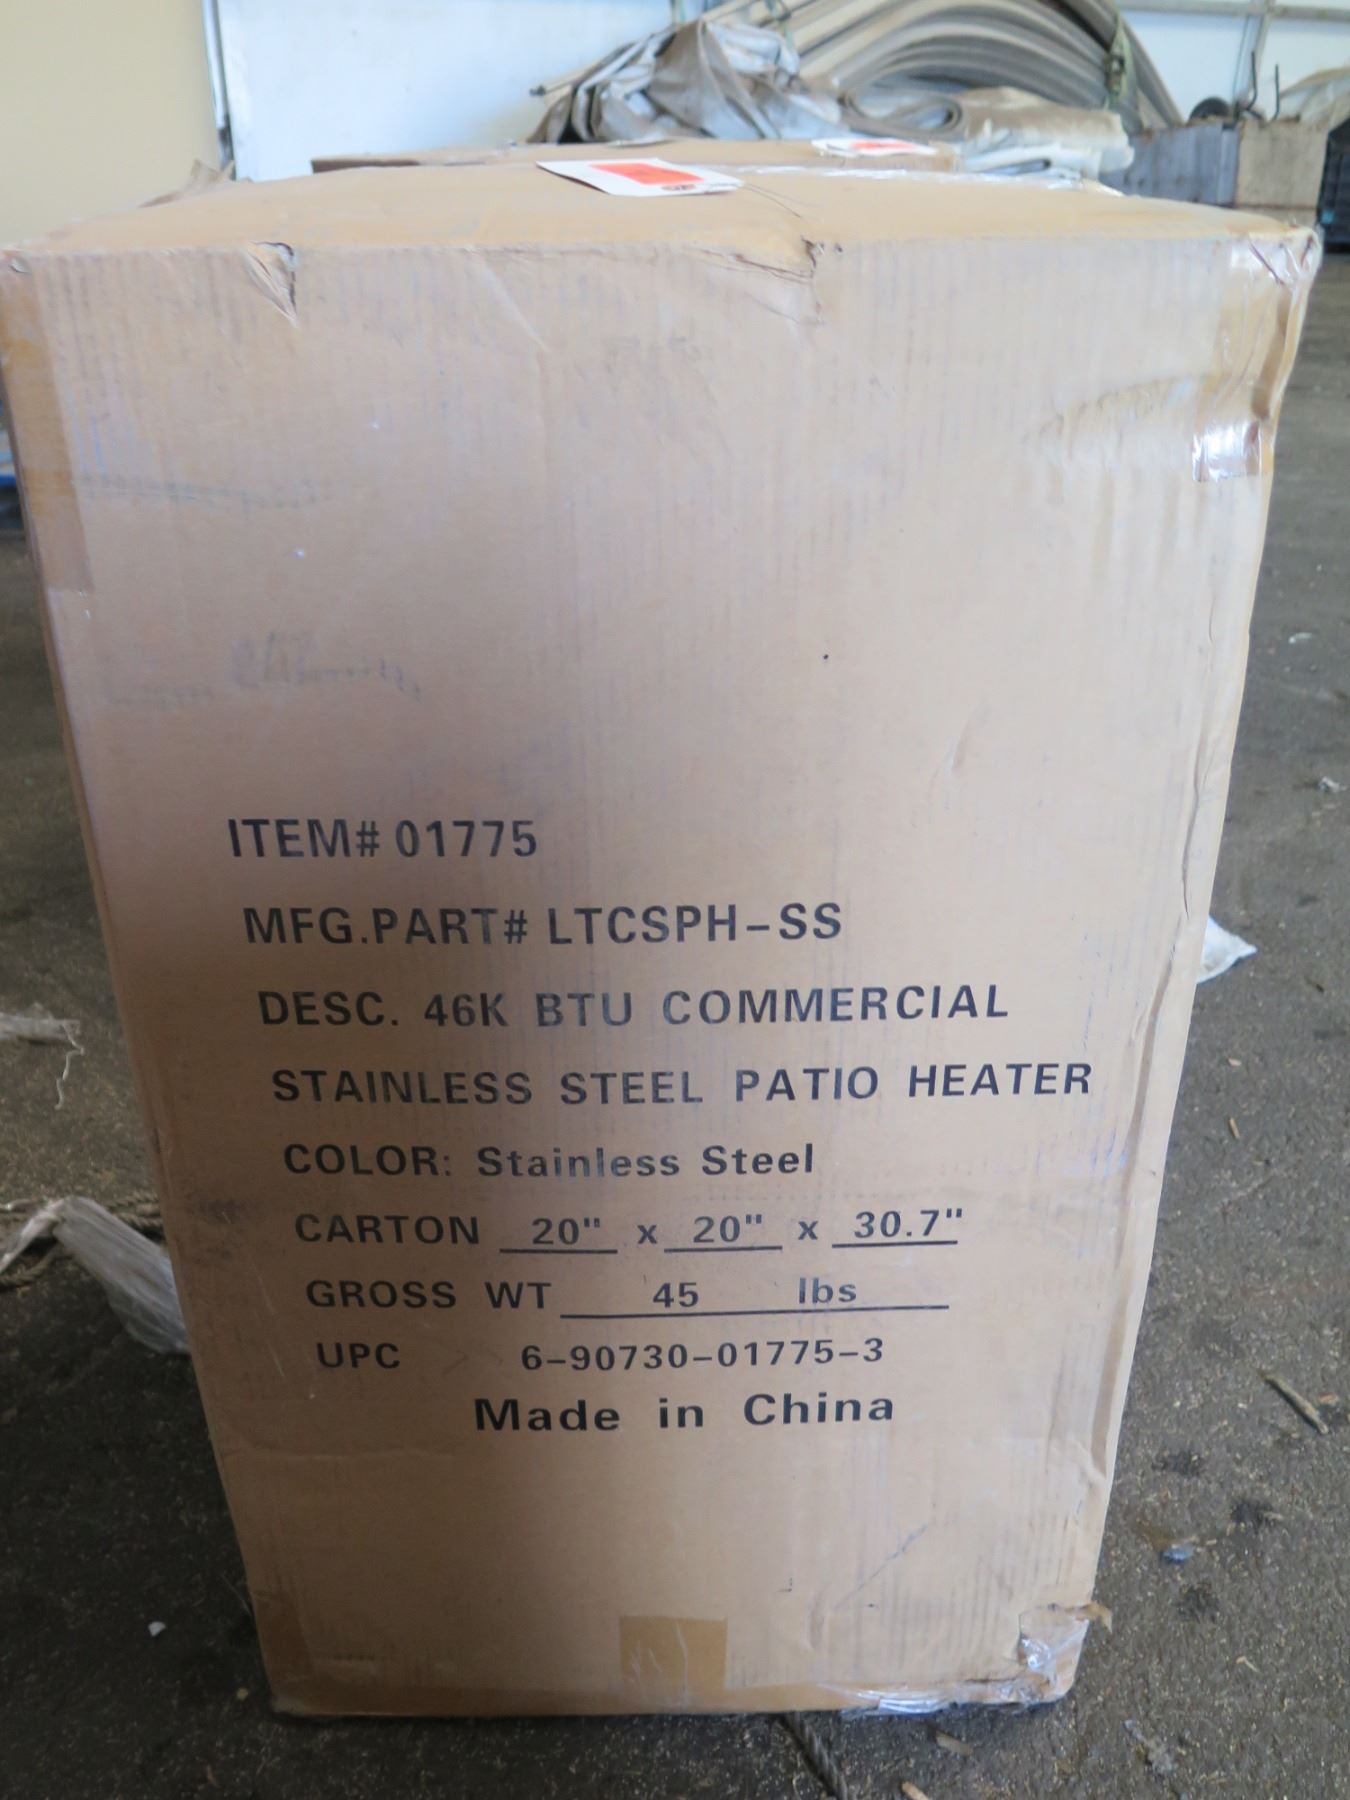 ITEM# 01775
MFG.PART# LTCSPH-SS
DESC. 46K BTU COMMERCIAL
STAINLESS STEEL PATIO HEATER
COLOR: Stainless Steel
CARTON 20" x 20" x 30.7"
GROSS WT 45 lbs
UPC 6-90730-01775-3
Made in China